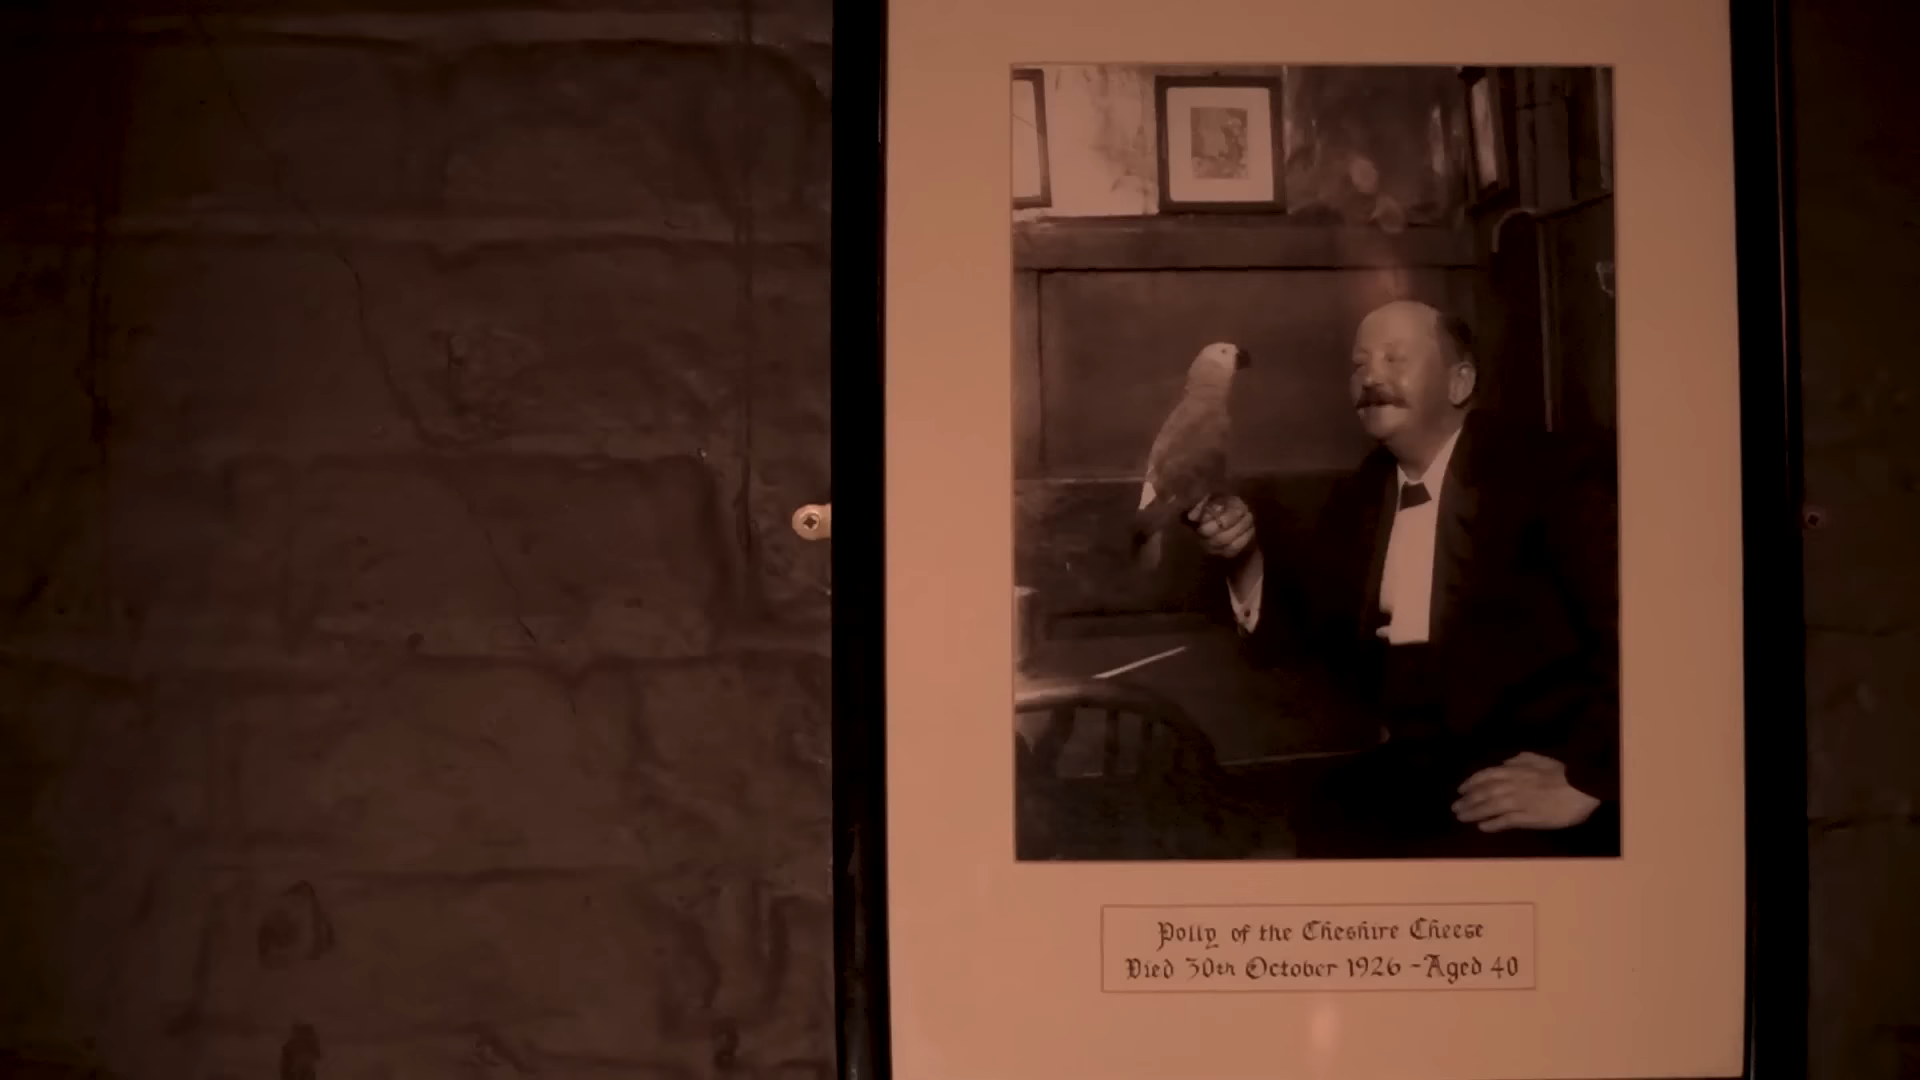 Polly of the Cheshire Cheese
Died 30th October 1926 - Aged 40